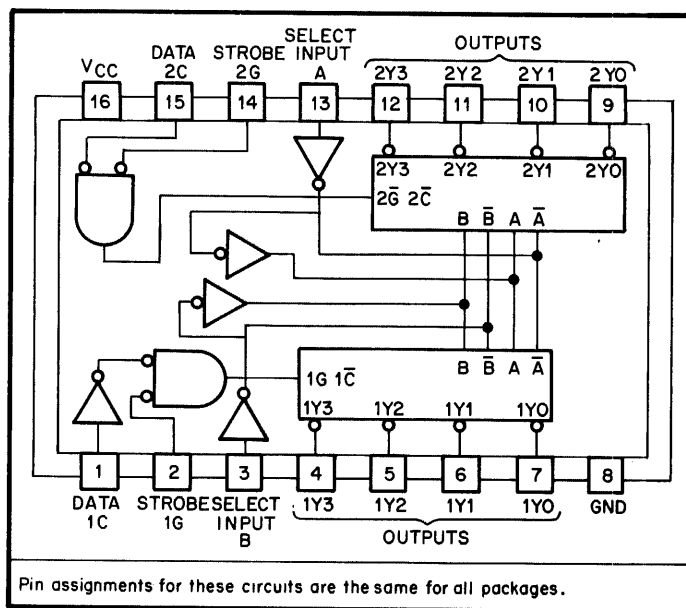 SELECT
OUTPUTS
DATA STROBE INPUT
VCC 2C 2G A 2Y3 2Y2 2Y1 2Y0
16 15 14 13 12 11 10 9
2Y3 2Y2 2Y1 2Y0
2G̅ 2C̅
B B̅ A A̅
B B̅ A A̅
1G 1C̅
1Y3 1Y2 1Y1 1Y0
1 2 3 4 5 6 7 8
DATA STROBE SELECT 1Y3 1Y2 1Y1 1Y0 GND
1C 1G INPUT
B
OUTPUTS
Pin assignments for these circuits are the same for all packages.